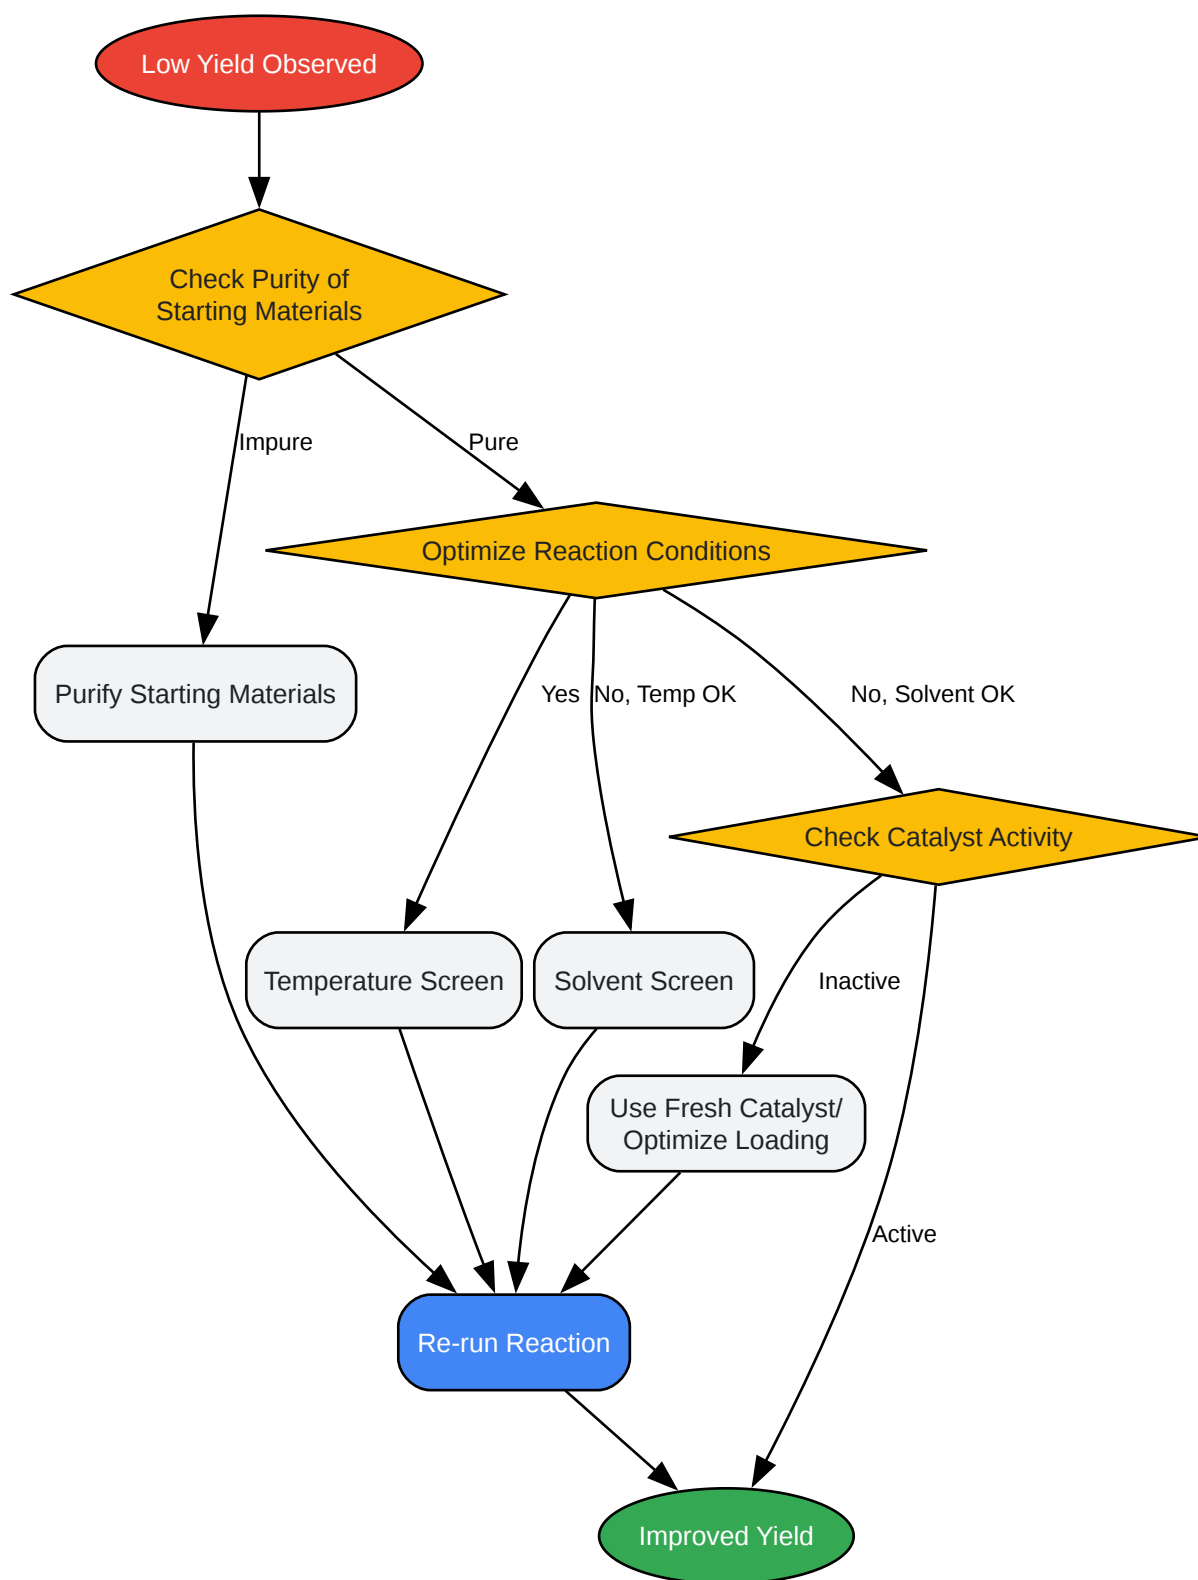 Low Yield Observed
Check Purity of
Starting Materials
Impure
Pure
Optimize Reaction Conditions
Purify Starting Materials
Yes
No, Temp OK
No, Solvent OK
Check Catalyst Activity
Temperature Screen
Solvent Screen
Inactive
Use Fresh Catalyst/
Optimize Loading
Active
Re-run Reaction
Improved Yield